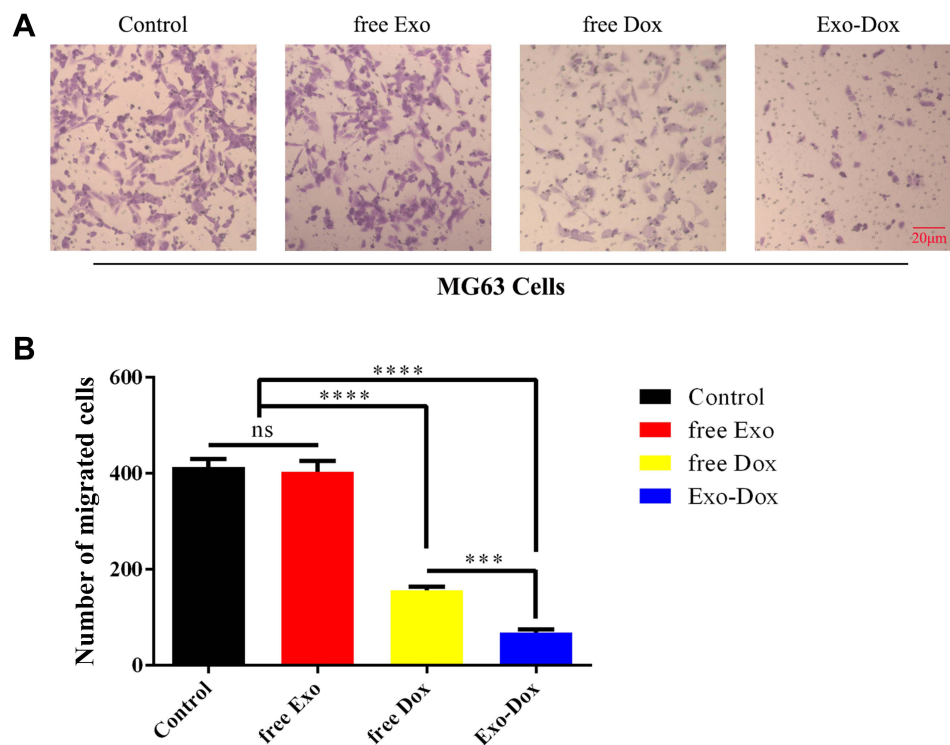 A
Control
free Exo
free Dox
Exo-Dox
20μm
MG63 Cells
B
Number of migrated cells
600
400
200
0
****
****
ns
***
Control
free Exo
free Dox
Exo-Dox
Control
free Exo
free Dox
Exo-Dox